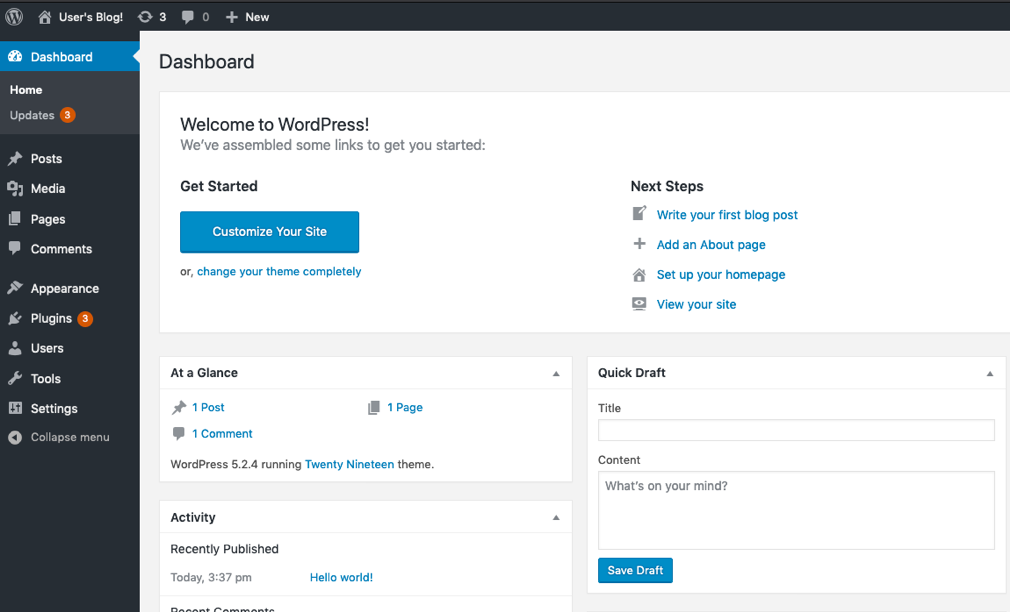 User's Blog! 3 0 New
Dashboard
Home
Updates 3
Posts
Media
Pages
Comments
Appearance
Plugins 3
Users
Tools
Settings
Collapse menu
Dashboard
Welcome to WordPress!
We've assembled some links to get you started:
Get Started
Customize Your Site
or, change your theme completely
Next Steps
Write your first blog post
Add an About page
Set up your homepage
View your site
At a Glance
1 Post 1 Page
1 Comment
WordPress 5.2.4 running Twenty Nineteen theme.
Activity
Recently Published
Today, 3:37 pm Hello world!
Recent Comments
Quick Draft
Title
Content
What's on your mind?
Save Draft